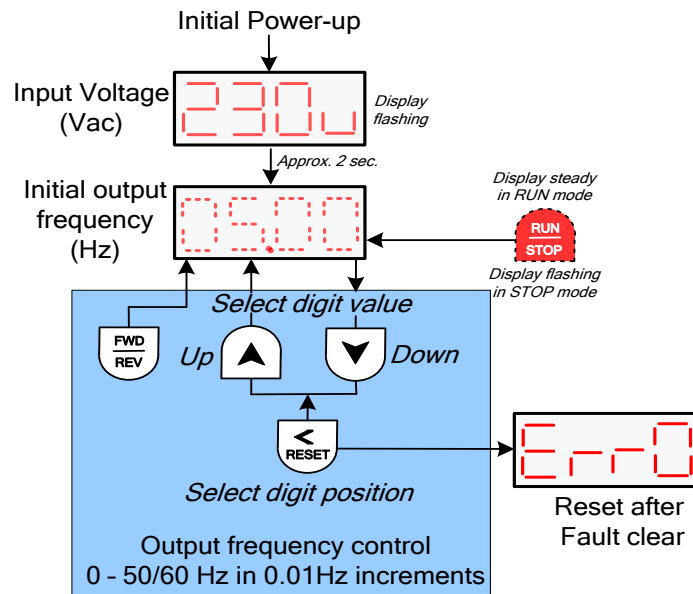 Initial Power-up
Input Voltage
(Vac)
230u
Display
flashing
Approx. 2 sec.
Initial output
frequency
(Hz)
05.00
Display steady
in RUN mode
RUN
STOP
Display flashing
in STOP mode
Select digit value
FWD
REV
Up
Down
<
RESET
Select digit position
Err0
Reset after
Fault clear
Output frequency control
0 - 50/60 Hz in 0.01Hz increments